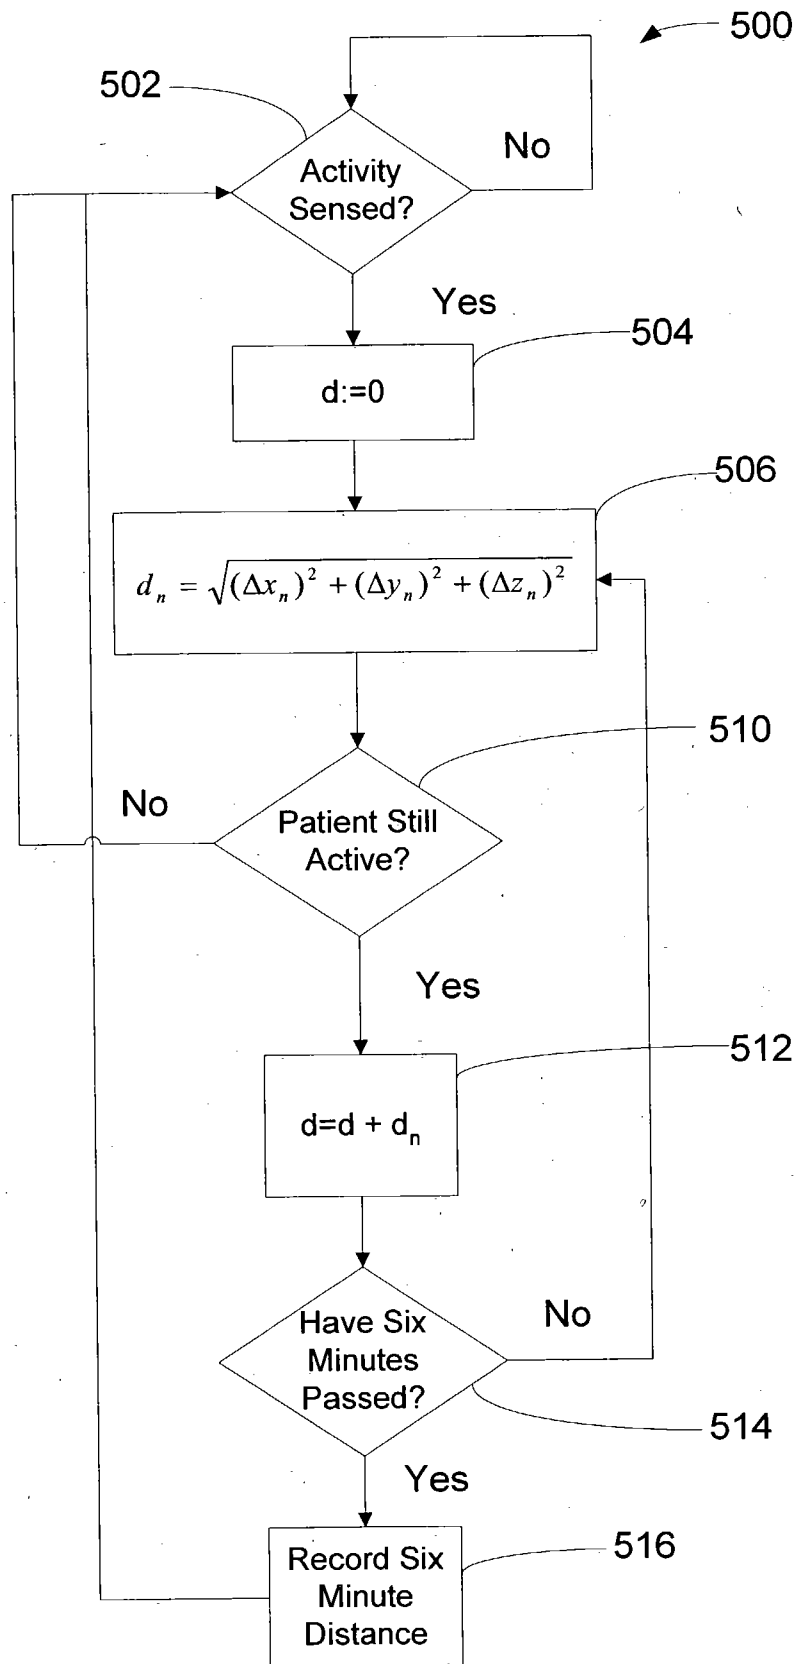 500
502
No
Activity
Sensed?
Yes
504
d:=0
506
d_n = √((Δx_n)² + (Δy_n)² + (Δz_n)²)
510
No
Patient Still
Active?
Yes
512
d=d + d_n
No
Have Six
Minutes
Passed?
514
Yes
516
Record Six
Minute
Distance